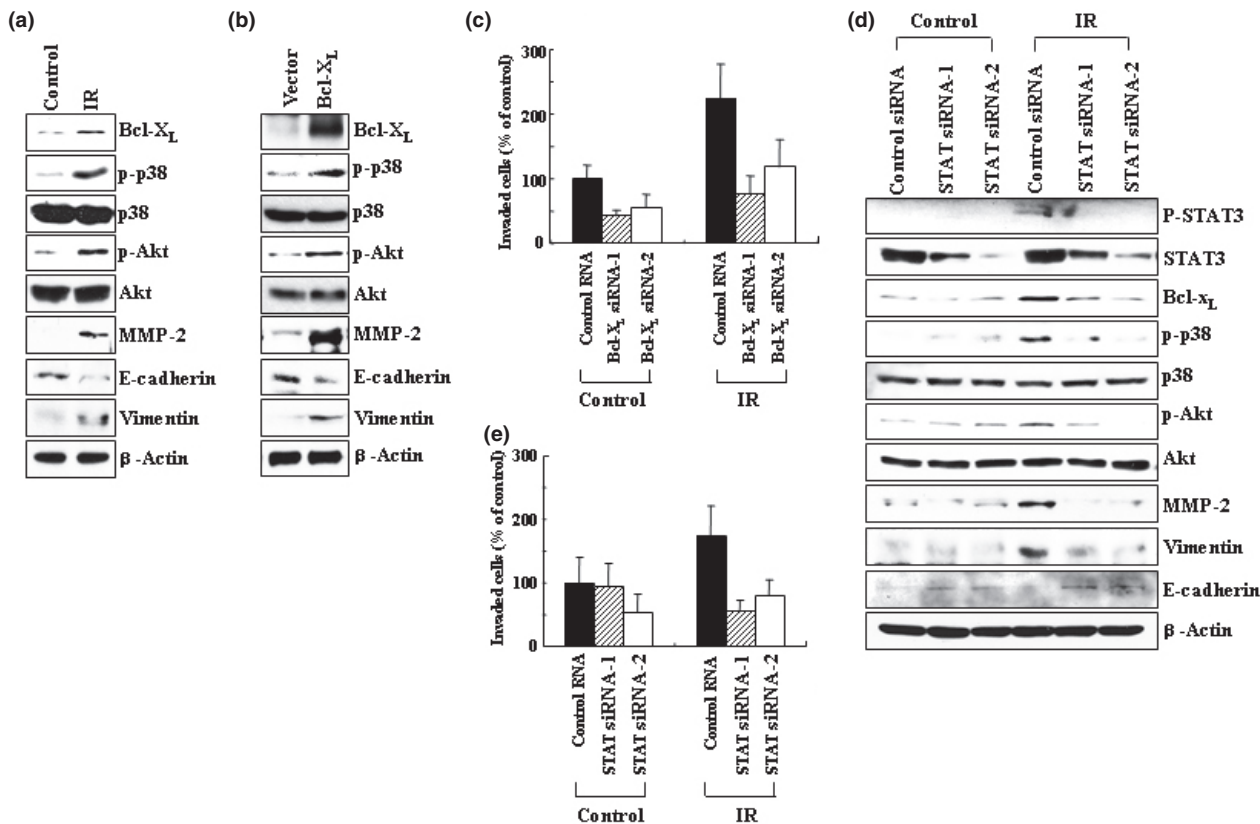 (a)
Control
IR
Bcl-XL
p-p38
p38
p-Akt
Akt
MMP-2
E-cadherin
Vimentin
β-Actin
(b)
Vector
Bcl-XL
Bcl-XL
p-p38
p38
p-Akt
Akt
MMP-2
E-cadherin
Vimentin
β-Actin
(c)
Invaded cells (% of control)
300
200
100
0
Control RNA
Bcl-XL siRNA-1
Bcl-XL siRNA-2
Control RNA
Bcl-XL siRNA-1
Bcl-XL siRNA-2
Control
IR
(d)
Control
IR
Control siRNA
STAT siRNA-1
STAT siRNA-2
Control siRNA
STAT siRNA-1
STAT siRNA-2
P-STAT3
STAT3
Bcl-xL
p-p38
p38
p-Akt
Akt
MMP-2
Vimentin
E-cadherin
β-Actin
(e)
Invaded cells (% of control)
300
200
100
0
Control RNA
STAT siRNA-1
STAT siRNA-2
Control RNA
STAT siRNA-1
STAT siRNA-2
Control
IR